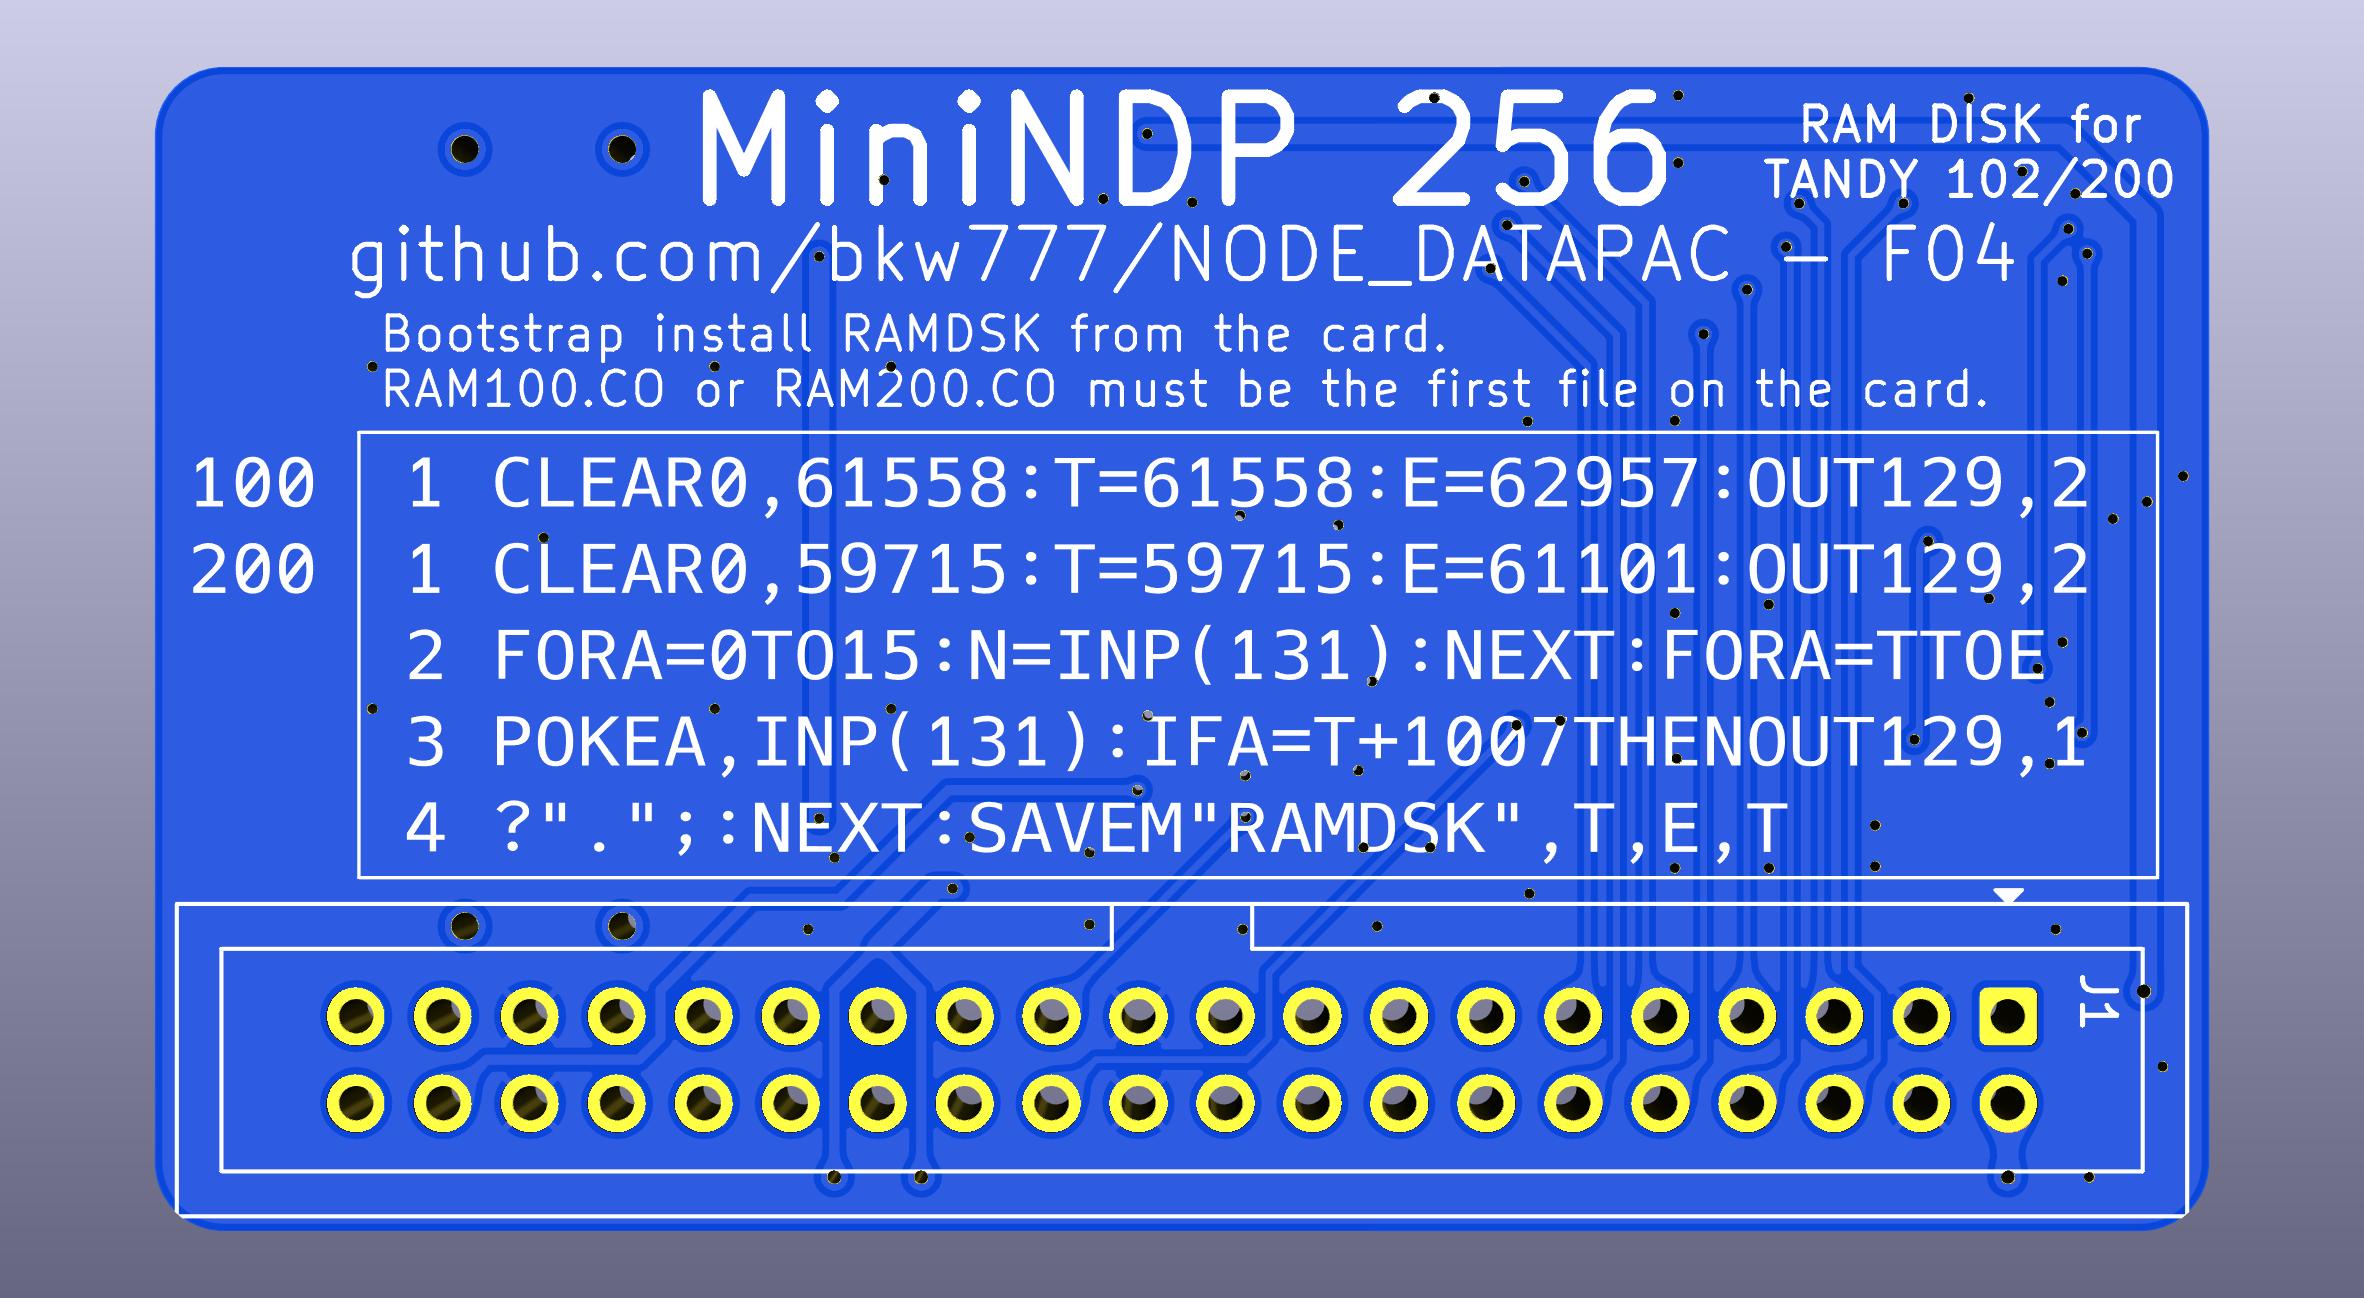 MiniNDP 256
RAM DISK for
TANDY 102/200
github.com/bkw777/NODE_DATAPAC - F04
Bootstrap install RAMDSK from the card.
RAM100.CO or RAM200.CO must be the first file on the card.
100 1 CLEAR0,61558:T=61558:E=62957:OUT129,2
200 1 CLEAR0,59715:T=59715:E=61101:OUT129,2
2 FORA=0TO15:N=INP(131):NEXT:FORA=TTOE
3 POKEA,INP(131):IFA=T+1007THENOUT129,1
4 ?".";:NEXT:SAVEM"RAMDSK",T,E,T
J1